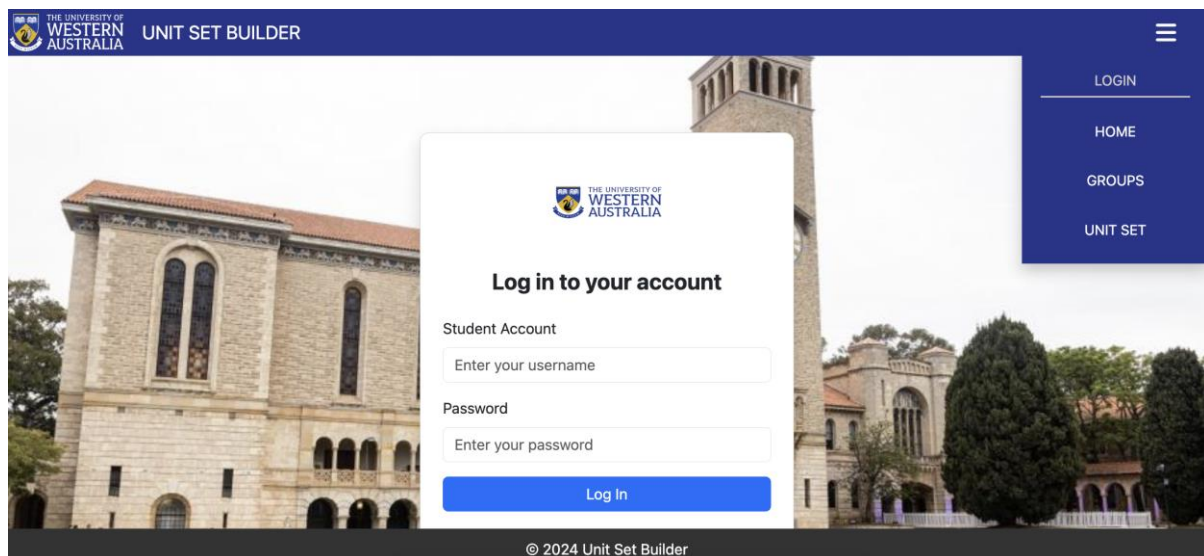 THE UNIVERSITY OF
WESTERN
AUSTRALIA
UNIT SET BUILDER
LOGIN
HOME
GROUPS
UNIT SET
THE UNIVERSITY OF
WESTERN
AUSTRALIA
Log in to your account
Student Account
Enter your username
Password
Enter your password
Log In
© 2024 Unit Set Builder